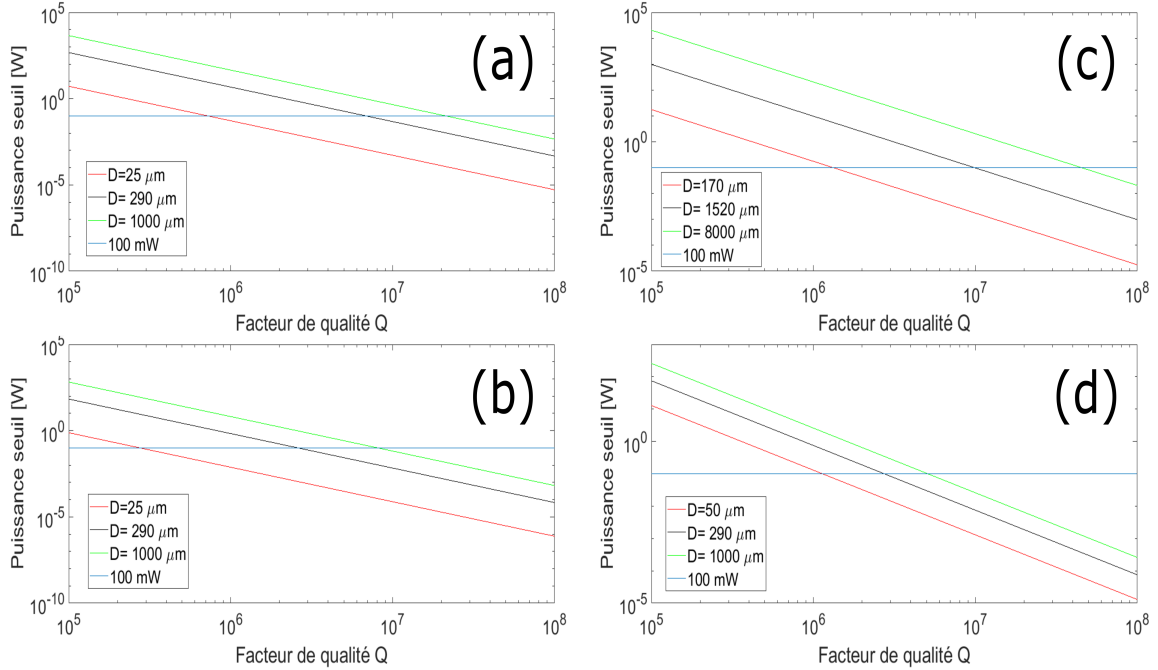 (a)
Puissance seuil [W]
10^5
10^0
10^-5
10^-10
D=25 μm
D= 290 μm
D= 1000 μm
100 mW
10^5 10^6 10^7 10^8
Facteur de qualité Q
(c)
Puissance seuil [W]
10^5
10^0
10^-5
D=170 μm
D= 1520 μm
D= 8000 μm
100 mW
10^5 10^6 10^7 10^8
Facteur de qualité Q
(b)
Puissance seuil [W]
10^5
10^0
10^-5
10^-10
D=25 μm
D= 290 μm
D= 1000 μm
100 mW
10^5 10^6 10^7 10^8
Facteur de qualité Q
(d)
Puissance seuil [W]
10^0
10^-5
D=50 μm
D= 290 μm
D= 1000 μm
100 mW
10^5 10^6 10^7 10^8
Facteur de qualité Q